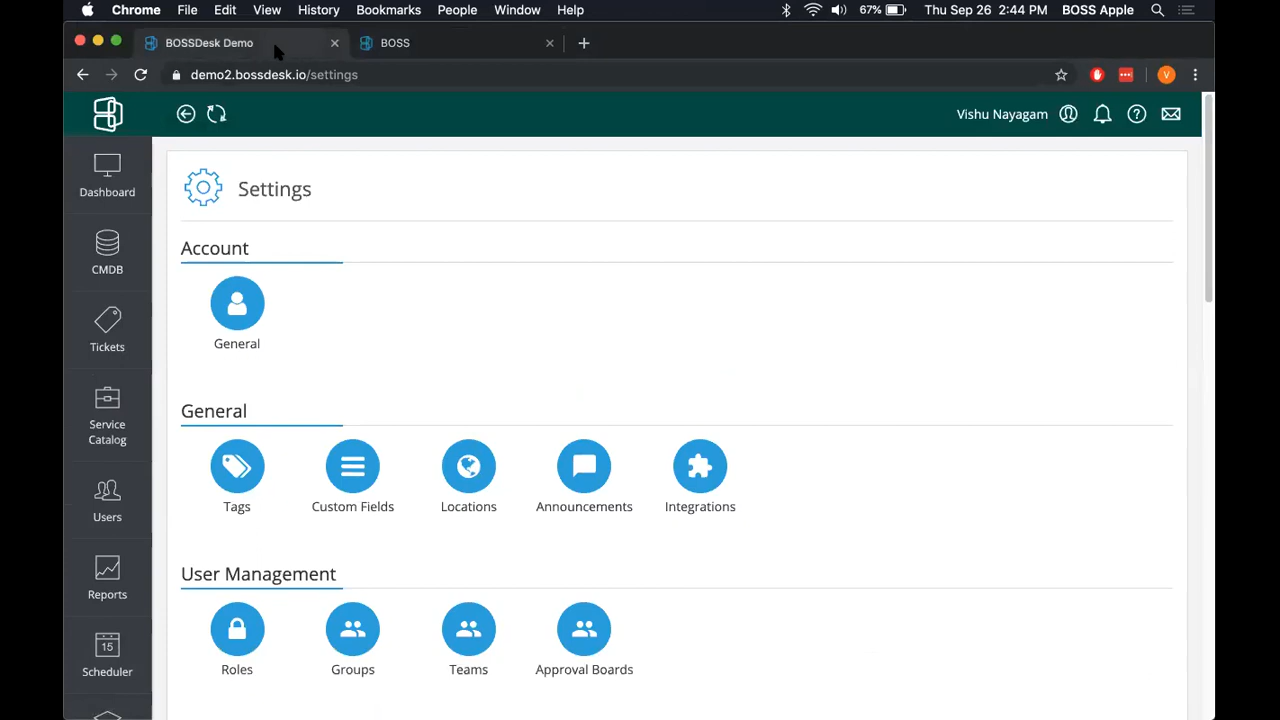 Chrome File Edit View History Bookmarks People Window Help 67% Thu Sep 26 2:44 PM BOSS Apple
BOSSDesk Demo BOSS
demo2.bossdesk.io/settings V
Vishu Nayagam
Settings
Dashboard
Account
CMDB
General
Tickets
General
Service
Catalog
Tags Custom Fields Locations Announcements Integrations
Users
User Management
Reports
15
Scheduler
Roles Groups Teams Approval Boards